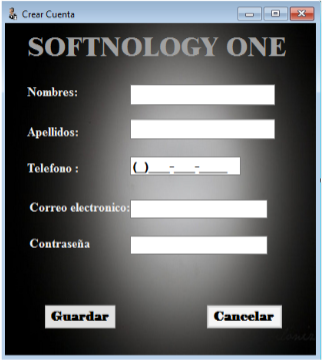 Crear Cuenta
SOFTNOLOGY ONE
Nombres:
Apellidos:
Telefono : (_)___-___-____
Correo electronico:
Contraseña
Guardar Cancelar